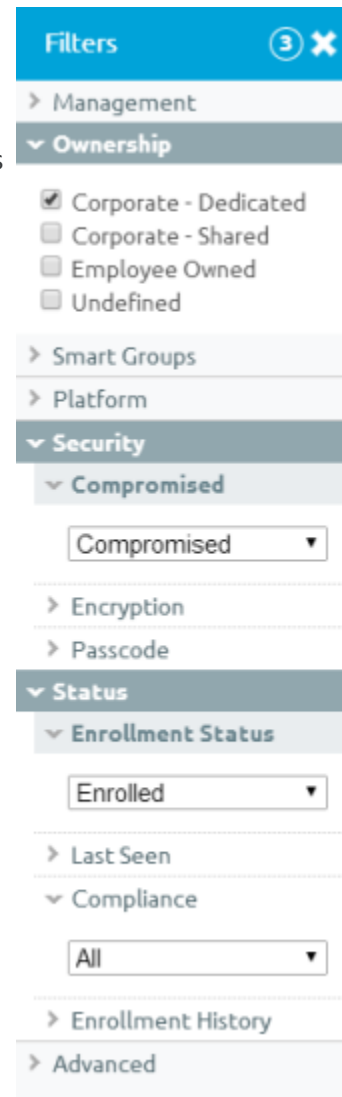 Filters 3
Management
Ownership
s
Corporate - Dedicated
Corporate - Shared
Employee Owned
Undefined
Smart Groups
Platform
Security
Compromised
Compromised
Encryption
Passcode
Status
Enrollment Status
Enrolled
Last Seen
Compliance
All
Enrollment History
Advanced